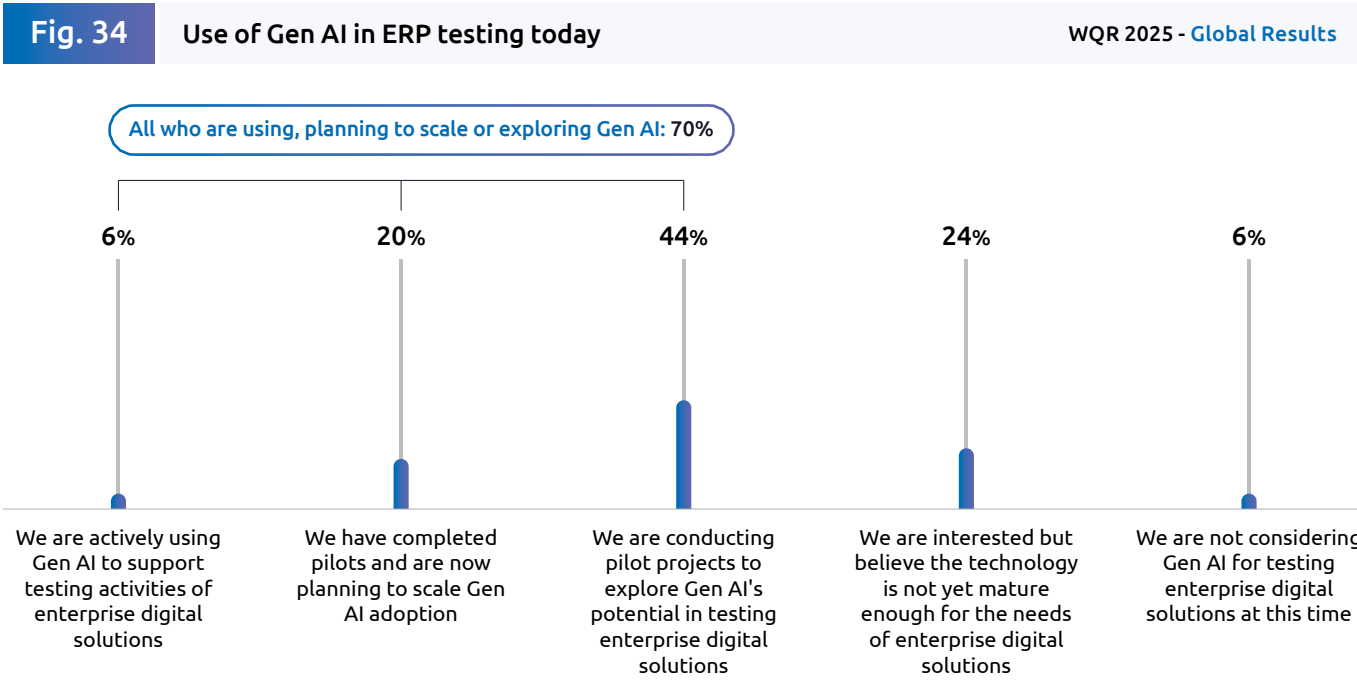 Fig. 34
Use of Gen AI in ERP testing today
WQR 2025 - Global Results
All who are using, planning to scale or exploring Gen AI: 70%
6%
20%
44%
24%
6%
We are actively using
Gen AI to support
testing activities of
enterprise digital
solutions
We have completed
pilots and are now
planning to scale Gen
AI adoption
We are conducting
pilot projects to
explore Gen AI's
potential in testing
enterprise digital
solutions
We are interested but
believe the technology
is not yet mature
enough for the needs
of enterprise digital
solutions
We are not considering
Gen AI for testing
enterprise digital
solutions at this time